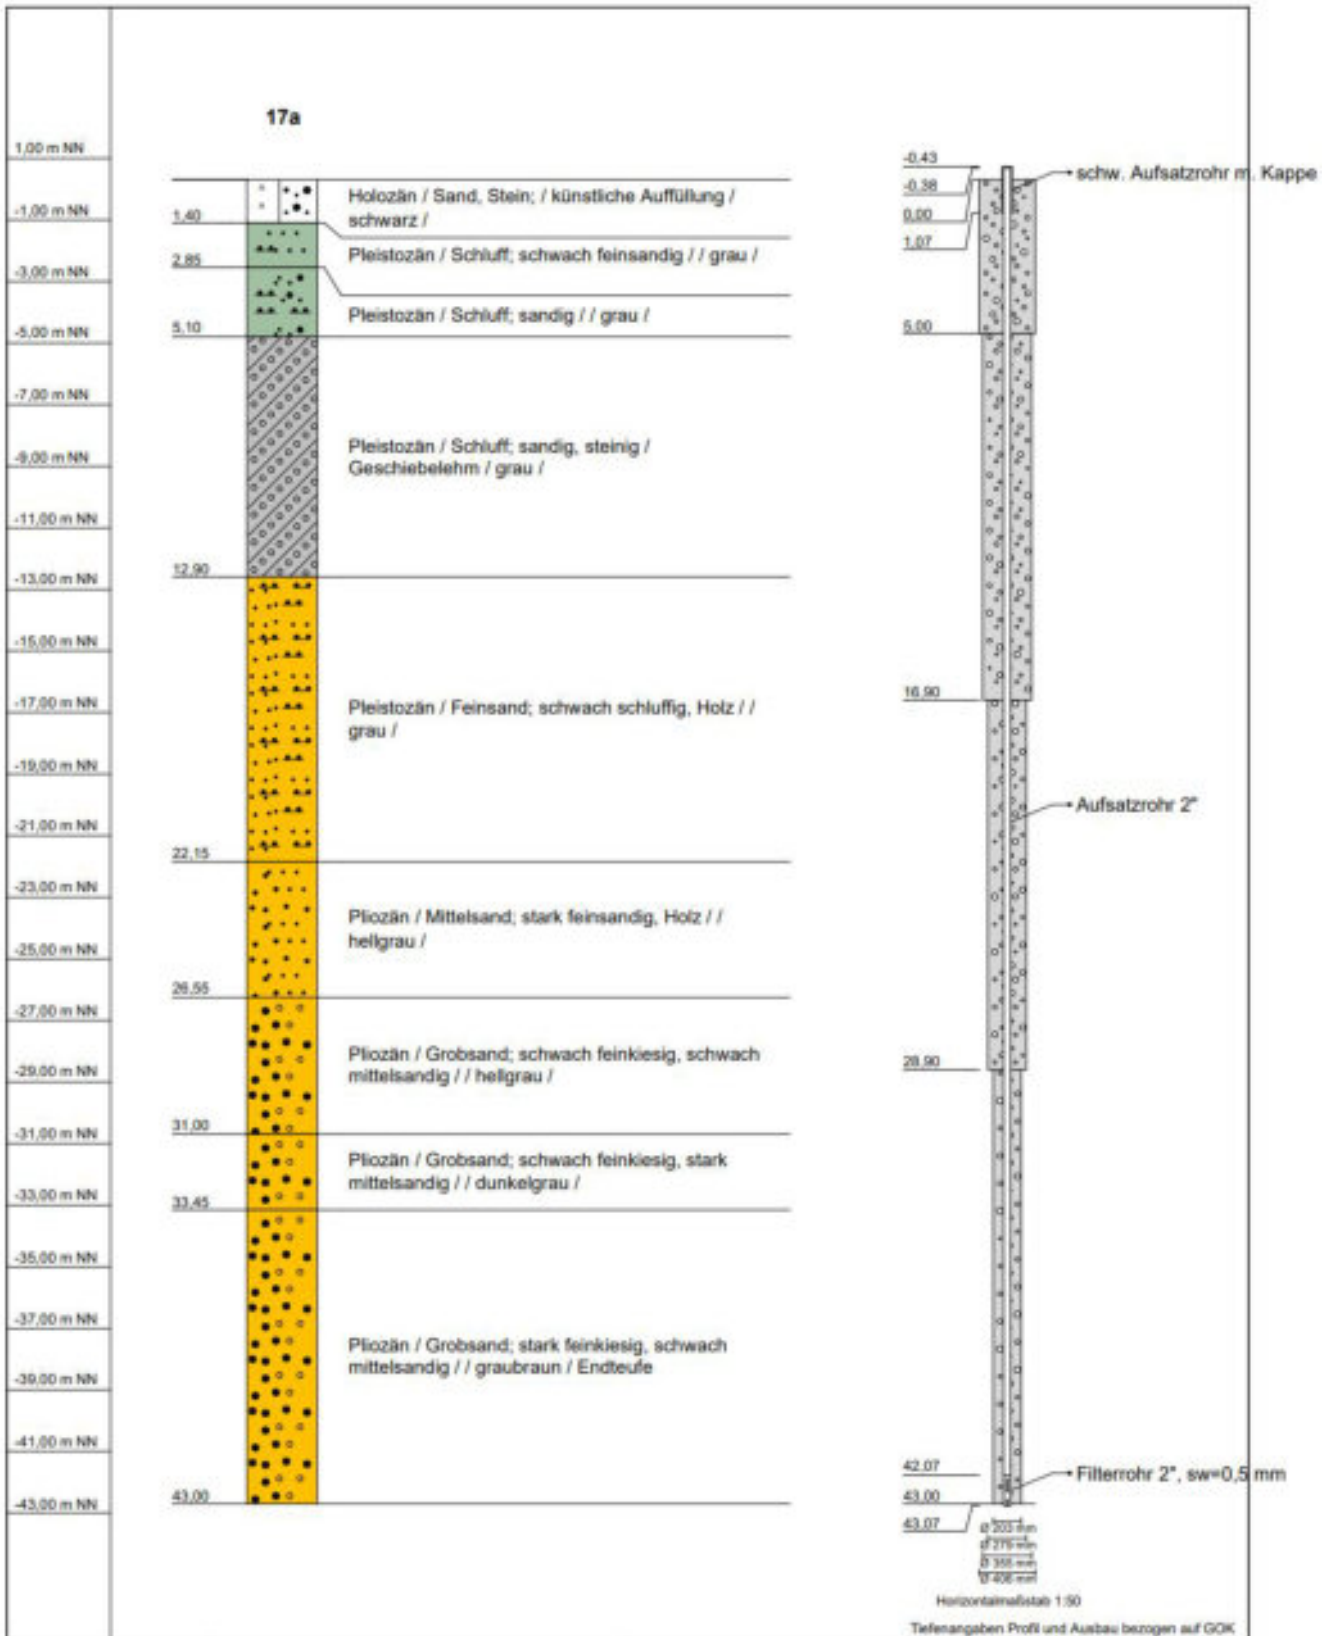 17a
1,00 m NN
-1,00 m NN
-3,00 m NN
-5,00 m NN
-7,00 m NN
-9,00 m NN
-11,00 m NN
-13,00 m NN
-15,00 m NN
-17,00 m NN
-19,00 m NN
-21,00 m NN
-23,00 m NN
-25,00 m NN
-27,00 m NN
-29,00 m NN
-31,00 m NN
-33,00 m NN
-35,00 m NN
-37,00 m NN
-39,00 m NN
-41,00 m NN
-43,00 m NN
1,40
2,85
5,10
12,90
22,15
26,55
31,00
33,45
43,00
Holozän / Sand, Stein; / künstliche Auffüllung /
schwarz /
Pleistozän / Schluff; schwach feinsandig / / grau /
Pleistozän / Schluff; sandig / / grau /
Pleistozän / Schluff; sandig, steinig /
Geschiebelehm / grau /
Pleistozän / Feinsand; schwach schluffig, Holz / /
grau /
Pliozän / Mittelsand; stark feinsandig, Holz / /
hellgrau /
Pliozän / Grobsand; schwach feinkiesig, schwach
mittelsandig / / hellgrau /
Pliozän / Grobsand; schwach feinkiesig, stark
mittelsandig / / dunkelgrau /
Pliozän / Grobsand; stark feinkiesig, schwach
mittelsandig / / graubraun / Endteufe
-0.43
-0.38
0.00
1.07
5.00
16.90
28.90
42.07
43.00
43.07
schw. Aufsatzrohr m. Kappe
Aufsatzrohr 2"
Filterrohr 2", sw=0,5 mm
Ø 203 mm
Ø 279 mm
Ø 355 mm
Ø 406 mm
Horizontalmaßstab 1:50
Tiefenangaben Profil und Ausbau bezogen auf GOK